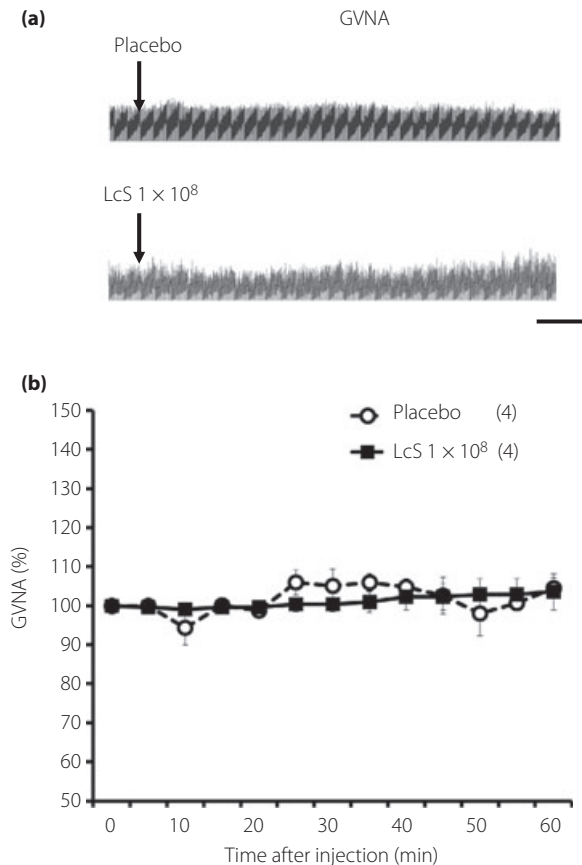 (a)
GVNA
Placebo
LcS 1 × 10⁸
(b)
150
140
130
120
110
100
90
80
70
60
50
GVNA (%)
Placebo (4)
LcS 1 × 10⁸ (4)
0 10 20 30 40 50 60
Time after injection (min)